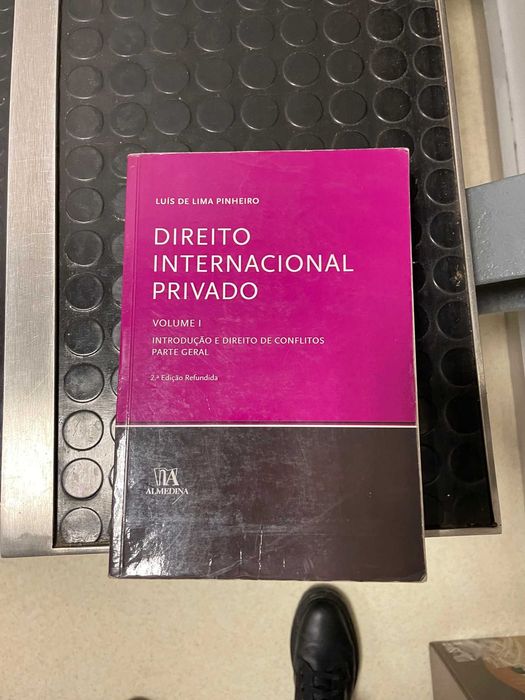 LUÍS DE LIMA PINHEIRO
DIREITO
INTERNACIONAL
PRIVADO
VOLUME I
INTRODUÇÃO E DIREITO DE CONFLITOS
PARTE GERAL
2.ª Edição Refundida
ALMEDINA